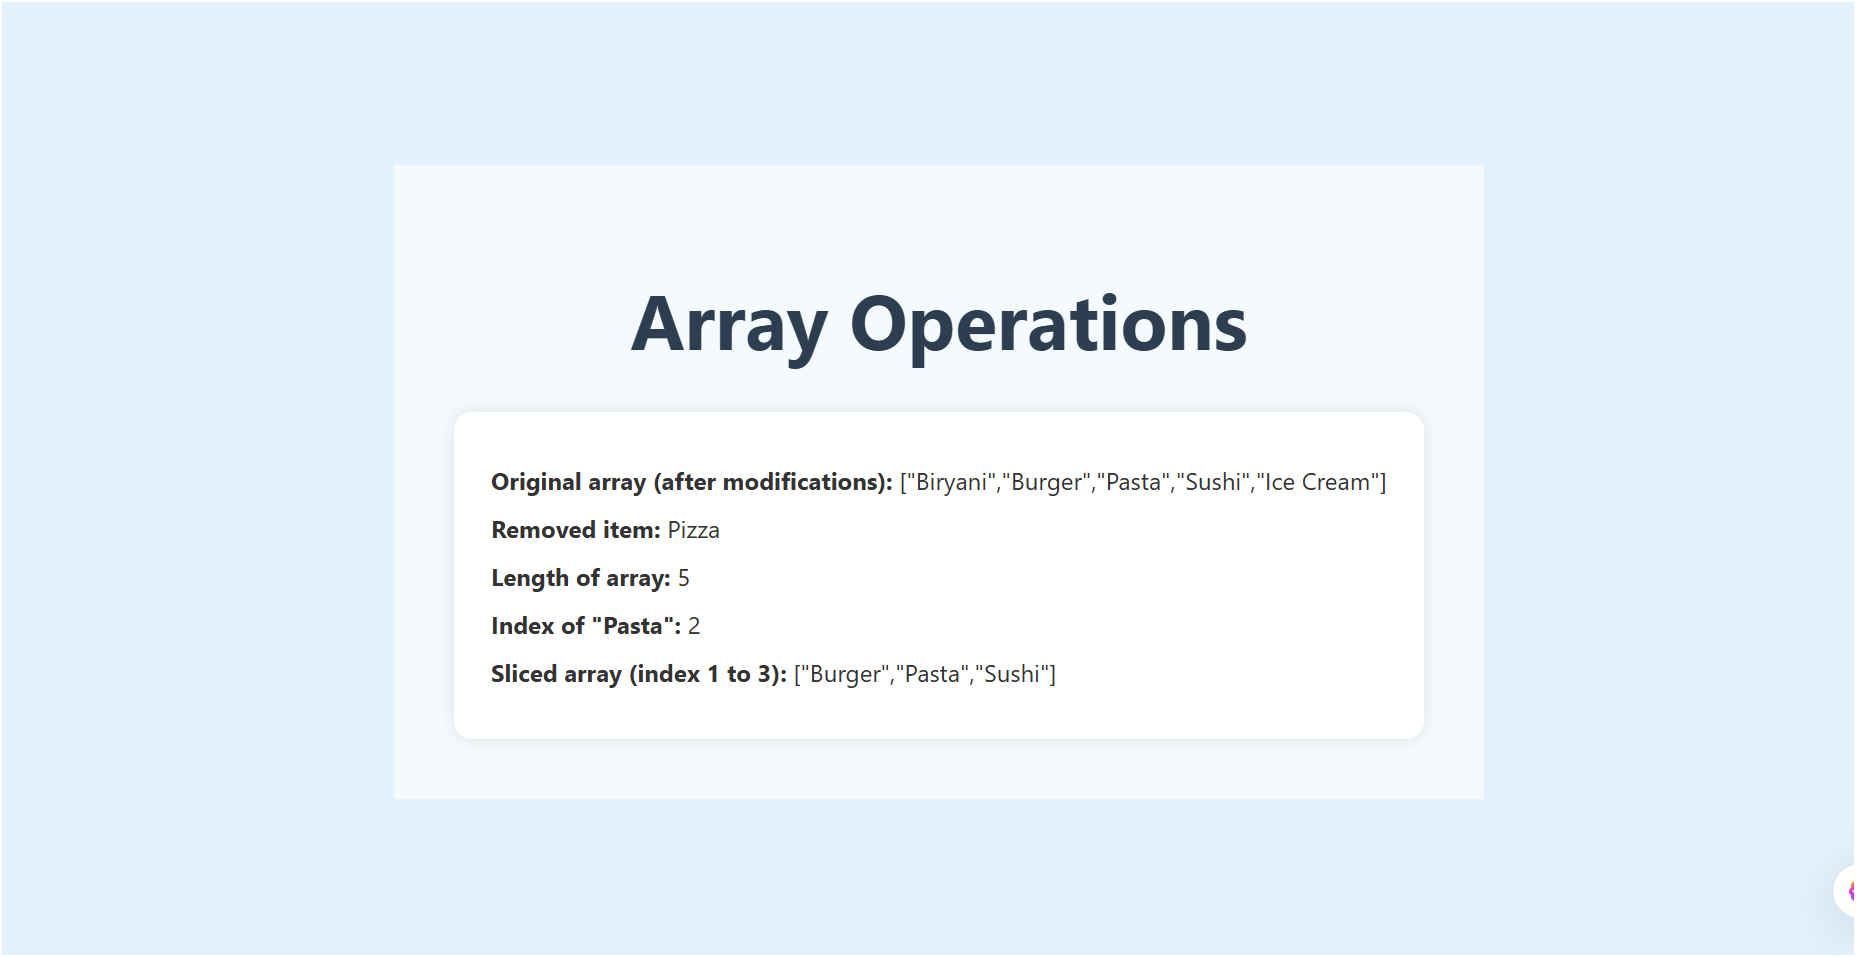 Array Operations
Original array (after modifications): ["Biryani","Burger","Pasta","Sushi","Ice Cream"]
Removed item: Pizza
Length of array: 5
Index of "Pasta": 2
Sliced array (index 1 to 3): ["Burger","Pasta","Sushi"]